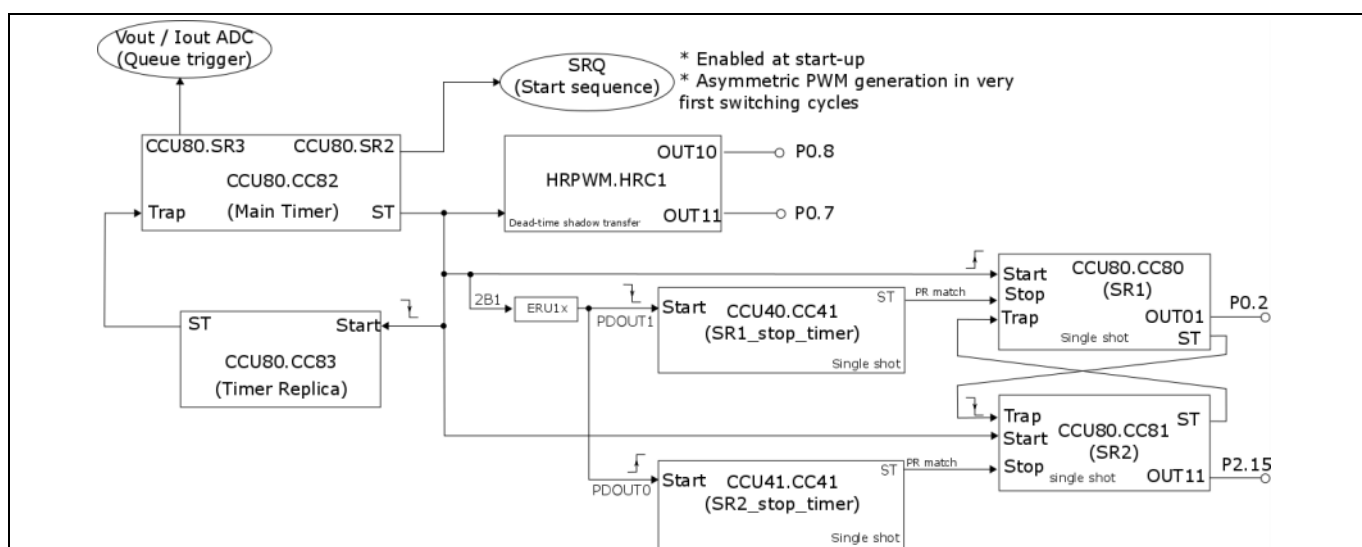 Vout / Iout ADC
(Queue trigger)
SRQ
(Start sequence)
* Enabled at start-up
* Asymmetric PWM generation in very
first switching cycles
CCU80.SR3 CCU80.SR2
CCU80.CC82
(Main Timer)
Trap
ST
OUT10
P0.8
HRPWM.HRC1
OUT11
P0.7
Dead-time shadow transfer
ST
Start
CCU80.CC83
(Timer Replica)
2B1
ERU1x
PDOUT1
Start
ST
CCU40.CC41
(SR1_stop_timer)
Single shot
PR match
Start
Stop
Trap
CCU80.CC80
(SR1)
OUT01
P0.2
Single shot
ST
Trap
Start
Stop
ST
CCU80.CC81
(SR2)
single shot
OUT11
P2.15
PDOUT0
Start
ST
CCU41.CC41
(SR2_stop_timer)
Single shot
PR match